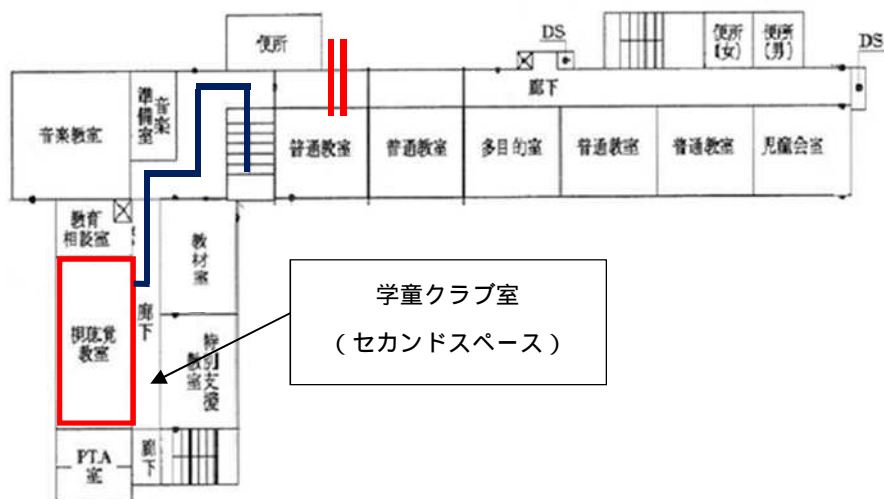 便所
DS
便所
(女)
便所
(男)
DS
廊下
音楽教室
音楽
準備室
普通教室
普通教室
多目的室
普通教室
普通教室
児童会室
教育
相談室
教材室
廊下
視聴覚
教室
特別支援
教室
学童クラブ室
(セカンドスペース)
PTA
室
廊下